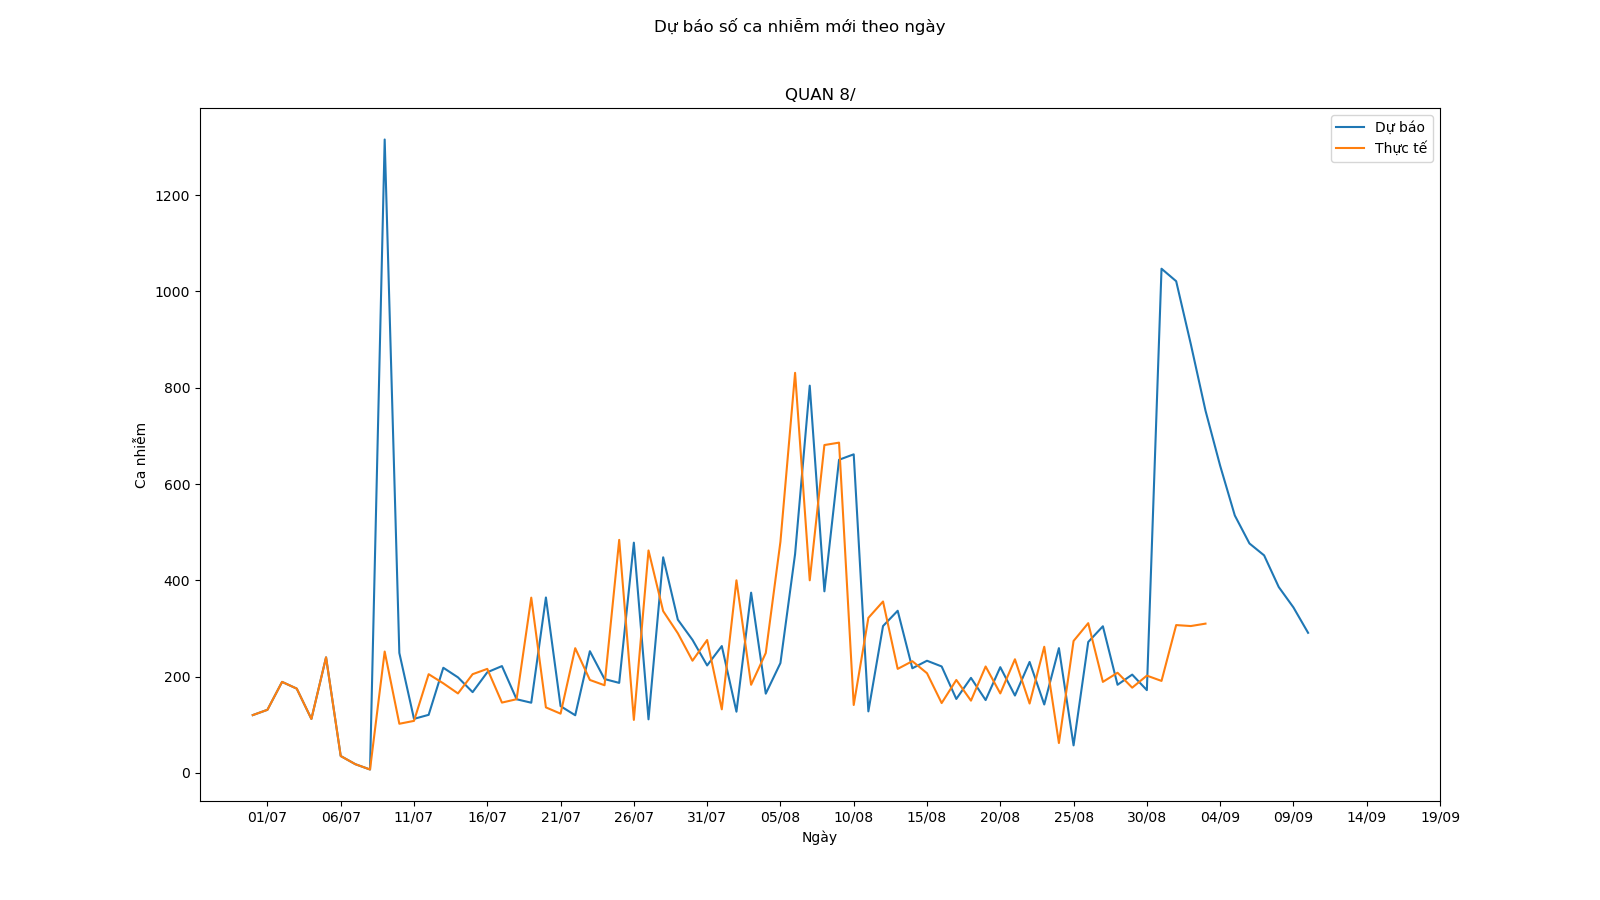 Dự báo số ca nhiễm mới theo ngày
QUAN 8/
Dự báo
Thực tế
1200
1000
800
600
400
200
0
Ca nhiễm
01/07 06/07 11/07 16/07 21/07 26/07 31/07 05/08 10/08 15/08 20/08 25/08 30/08 04/09 09/09 14/09 19/09
Ngày